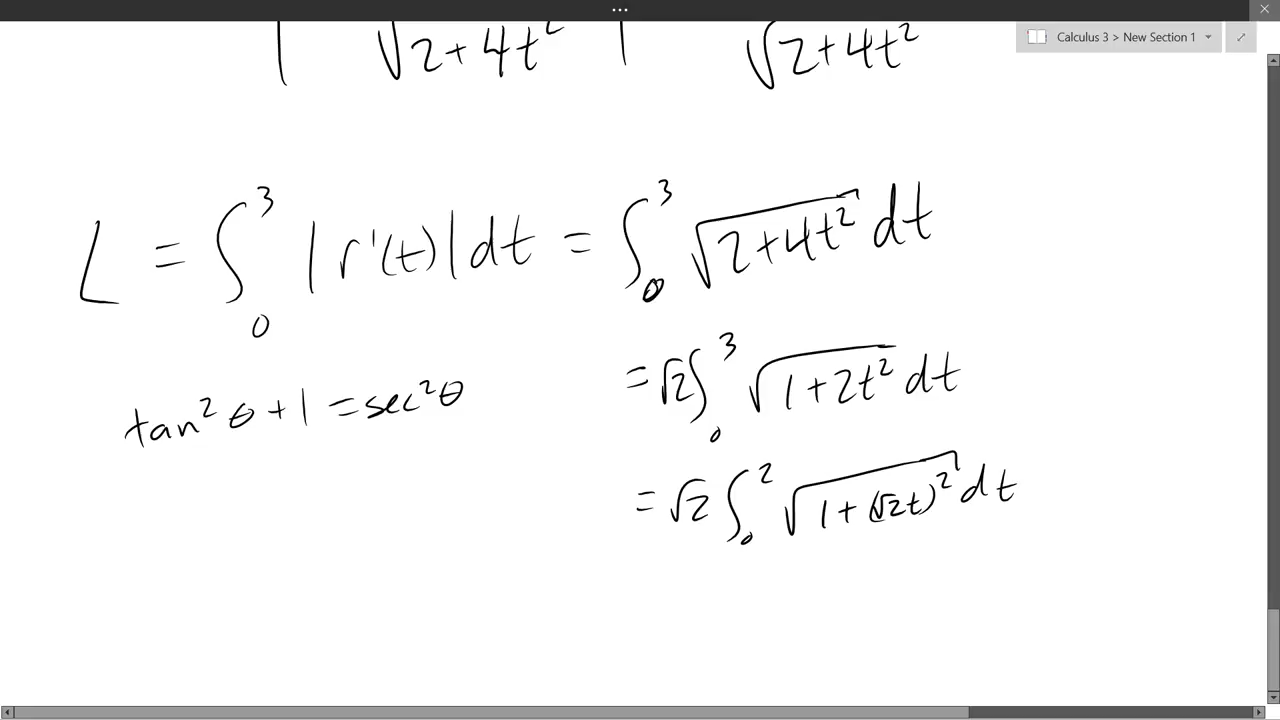 Calculus 3 > New Section 1
| √2+4t² | √2+4t²
L = ∫₀³ |r'(t)|dt = ∫₀³ √(2+4t²) dt
= √2 ∫₀³ √(1+2t²) dt
tan²θ + 1 = sec²θ
= √2 ∫₀² √(1+(√2t)²) dt